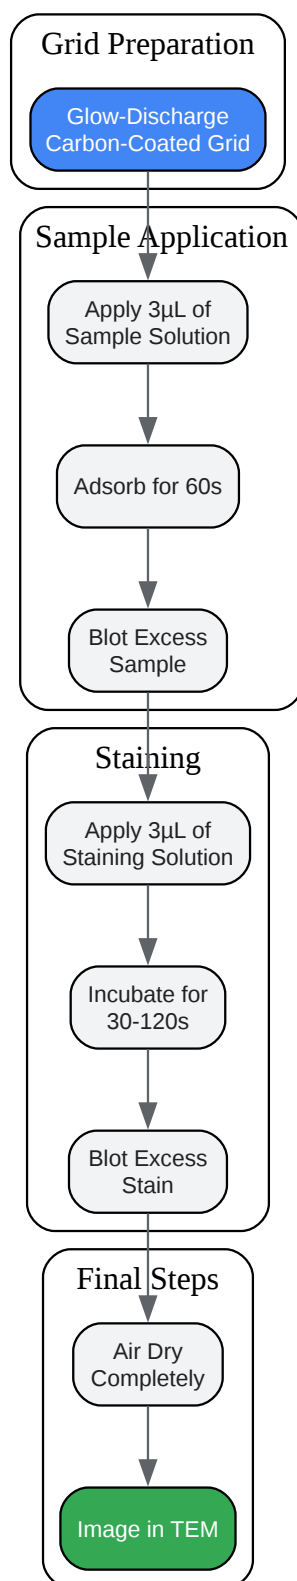 Grid Preparation
Glow-Discharge
Carbon-Coated Grid
Sample Application
Apply 3µL of
Sample Solution
Adsorb for 60s
Blot Excess
Sample
Staining
Apply 3µL of
Staining Solution
Incubate for
30-120s
Blot Excess
Stain
Final Steps
Air Dry
Completely
Image in TEM